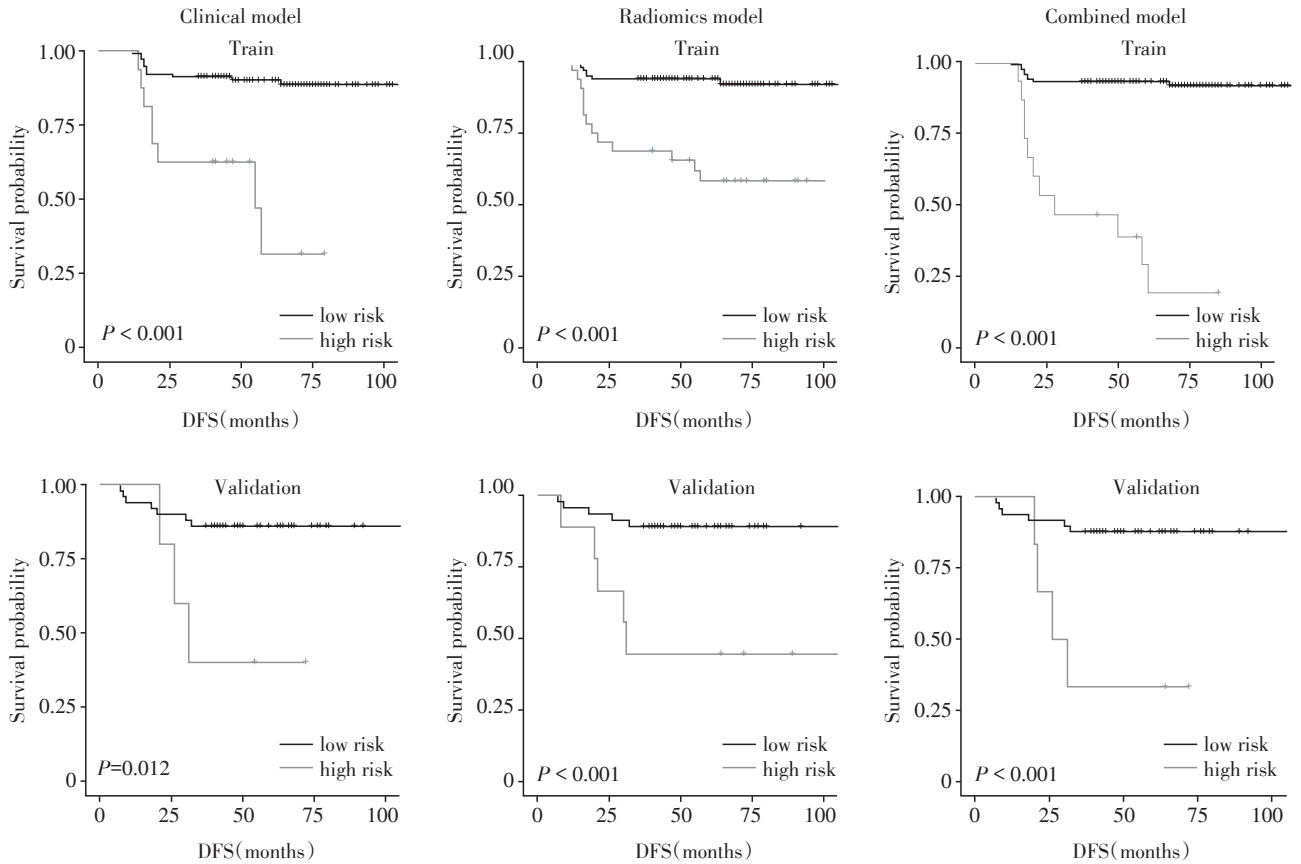 Clinical model
Train
1.00
0.75
0.50
0.25
0
Survival probability
P < 0.001
low risk
high risk
0 25 50 75 100
DFS(months)
Radiomics model
Train
1.00
0.75
0.50
0.25
0
Survival probability
P < 0.001
low risk
high risk
0 25 50 75 100
DFS(months)
Combined model
Train
1.00
0.75
0.50
0.25
0
Survival probability
P < 0.001
low risk
high risk
0 25 50 75 100
DFS(months)
Validation
1.00
0.75
0.50
0.25
0
Survival probability
P=0.012
low risk
high risk
0 25 50 75 100
DFS(months)
Validation
1.00
0.75
0.50
0.25
0
Survival probability
P < 0.001
low risk
high risk
0 25 50 75 100
DFS(months)
Validation
1.00
0.75
0.50
0.25
0
Survival probability
P < 0.001
low risk
high risk
0 25 50 75 100
DFS(months)